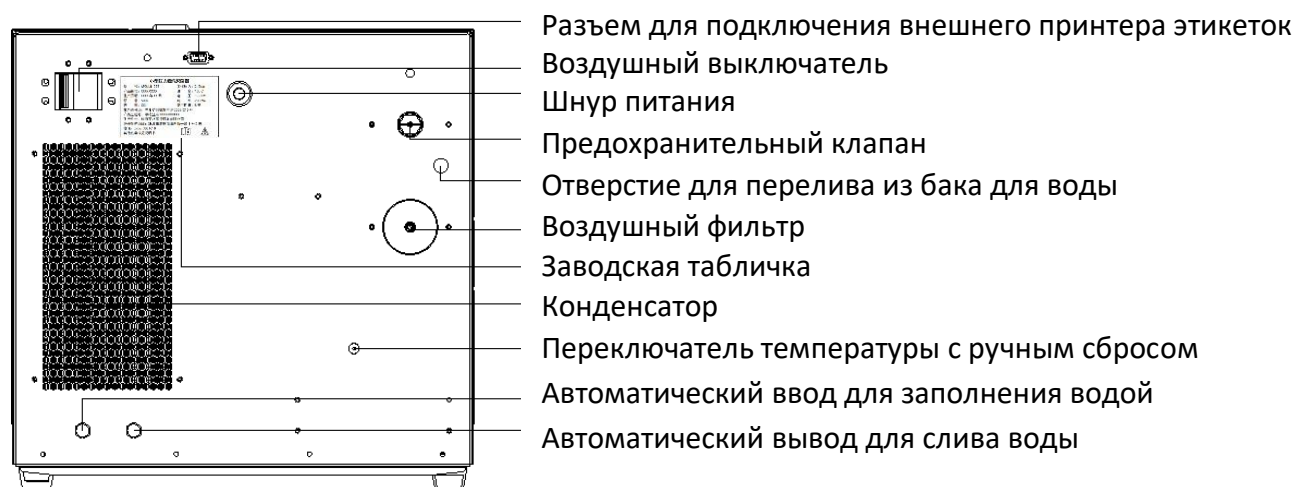 Разъем для подключения внешнего принтера этикеток
Воздушный выключатель
Шнур питания
Предохранительный клапан
Отверстие для перелива из бака для воды
Воздушный фильтр
Заводская табличка
Конденсатор
Переключатель температуры с ручным сбросом
Автоматический ввод для заполнения водой
Автоматический вывод для слива воды